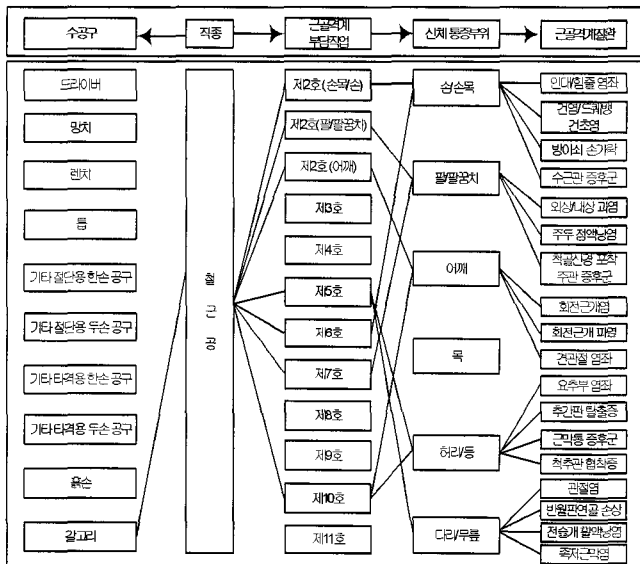 수공구
직종
근골격계
부담작업
신체 통증부위
근골격계질환
드라이버
망치
렌치
톱
기타 절단용 한손 공구
기타 절단용 두손 공구
기타 타격용 한손 공구
기타 타격용 두손 공구
흙손
갈고리
철
근
공
제2호 (손목/손)
제2호 (팔/팔꿈치)
제2호 (어깨)
제3호
제4호
제5호
제6호
제7호
제8호
제9호
제10호
제11호
손/손목
팔/팔꿈치
어깨
목
허리/등
다리/무릎
인대/힘줄 염좌
건염/드퀘뱅
건초염
방아쇠 손가락
수근관 증후군
외상/내상 과염
주두 점액낭염
척골신경 포착
주관 증후군
회전근개염
회전근개 파열
견관절 염좌
요추부 염좌
추간판 탈출증
근막통 증후군
척추관 협착증
관절염
반월판연골 손상
전슬개 활액낭염
족저근막염